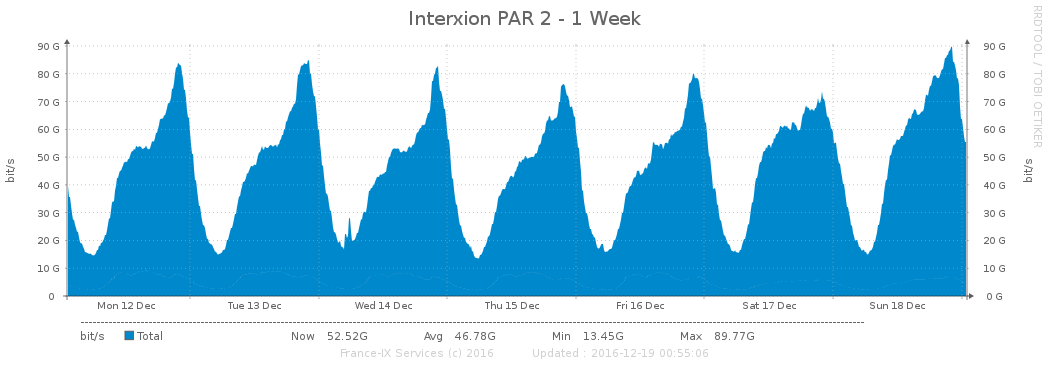 Interxion PAR 2 - 1 Week
RRDTOOL / TOBI OETIKER
90 G 90 G
80 G 80 G
70 G 70 G
60 G 60 G
50 G 50 G
40 G 40 G
30 G 30 G
20 G 20 G
10 G 10 G
0 0 G
bit/s
bit/s
Mon 12 Dec Tue 13 Dec Wed 14 Dec Thu 15 Dec Fri 16 Dec Sat 17 Dec Sun 18 Dec
bit/s Total Now 52.52G Avg 46.78G Min 13.45G Max 89.77G
France-IX Services (c) 2016 Updated : 2016-12-19 00:55:06